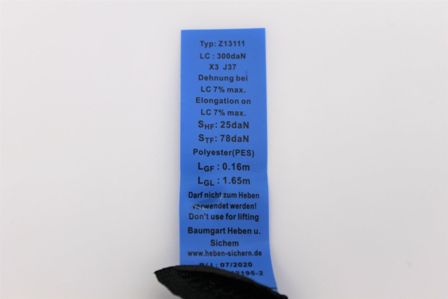 Typ: Z13111
LC : 300daN
X3 J37
Dehnung bei
LC 7% max.
Elongation on
LC 7% max.
SHF: 25daN
STF: 78daN
Polyester(PES)
LGF : 0.16m
LGL : 1.65m
Darf nicht zum Heben
verwendet werden!
Don't use for lifting
Baumgart Heben u.
Sichern
www.heben-sichern.de
07/2020
195-2